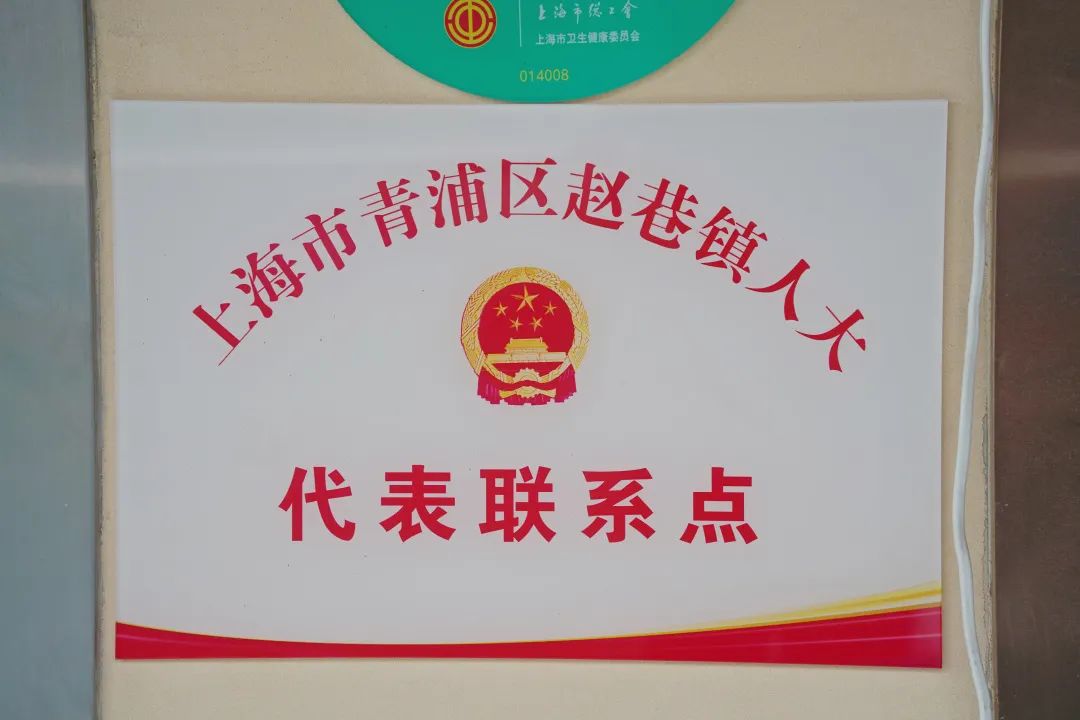 上海市总工会
上海市卫生健康委员会
014008
上海市青浦区赵巷镇人大
代表联系点